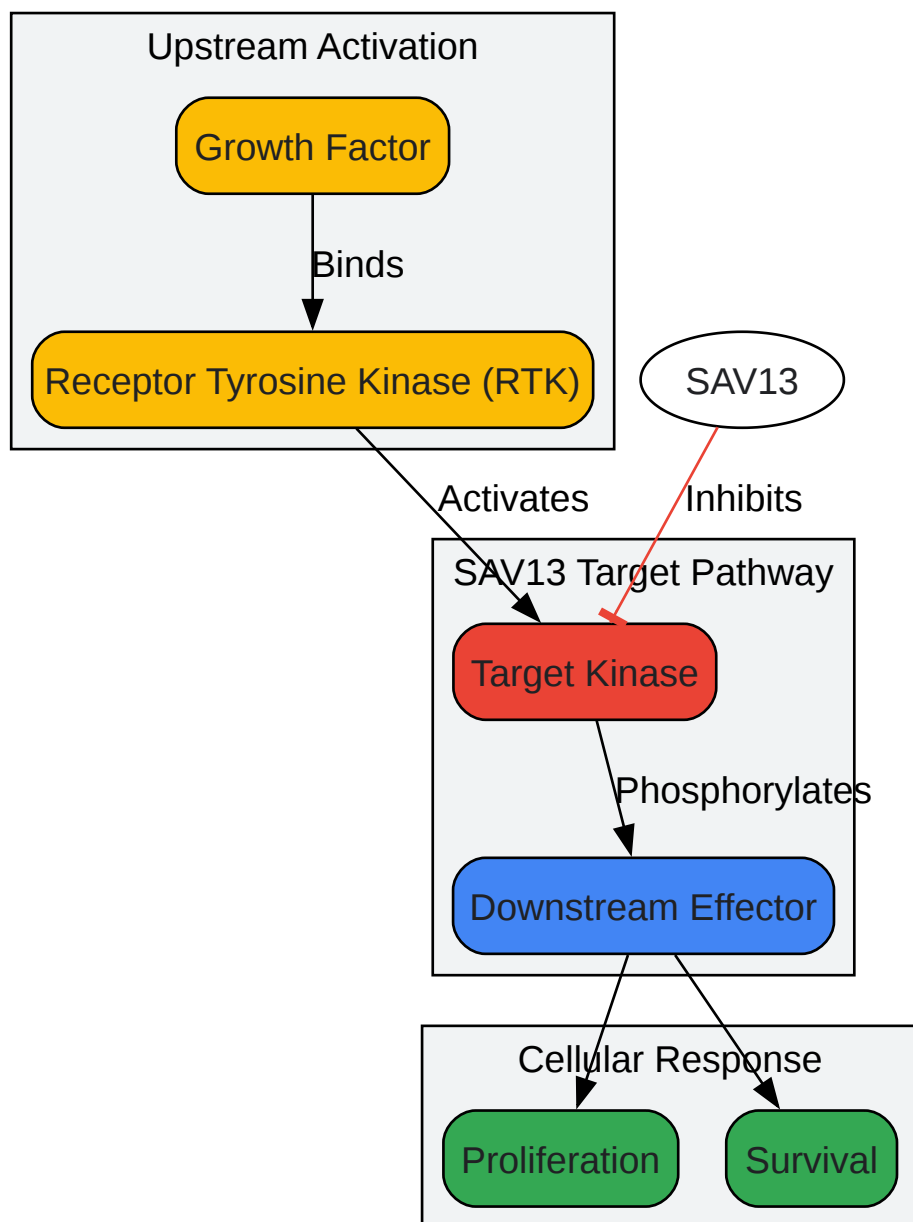 Upstream Activation
Growth Factor
Binds
Receptor Tyrosine Kinase (RTK)
SAV13
Activates
Inhibits
SAV13 Target Pathway
Target Kinase
Phosphorylates
Downstream Effector
Cellular Response
Proliferation
Survival